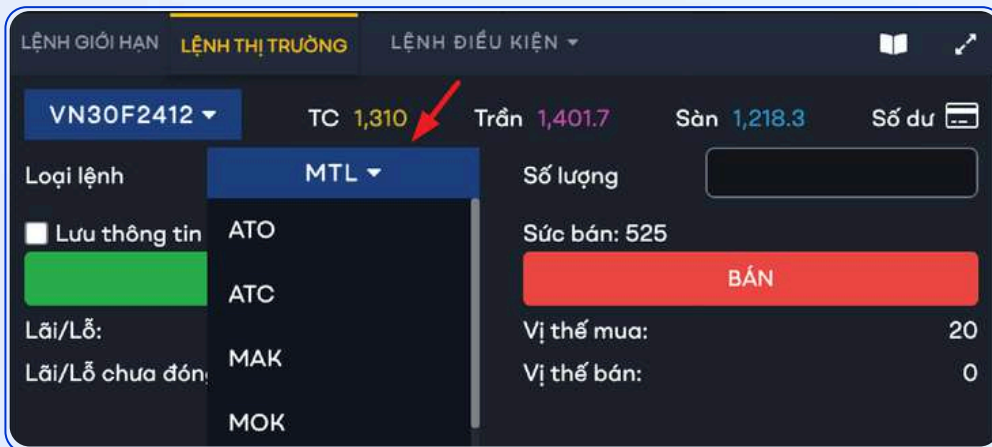 LỆNH GIỚI HẠN LỆNH THỊ TRƯỜNG LỆNH ĐIỀU KIỆN
VN30F2412 TC 1,310 Trần 1,401.7 Sàn 1,218.3 Số dư
Loại lệnh MTL Số lượng
Lưu thông tin ATO Sức bán: 525
ATC BÁN
Lãi/Lỗ: Vị thế mua: 20
Lãi/Lỗ chưa MAK Vị thế bán: 0
MOK